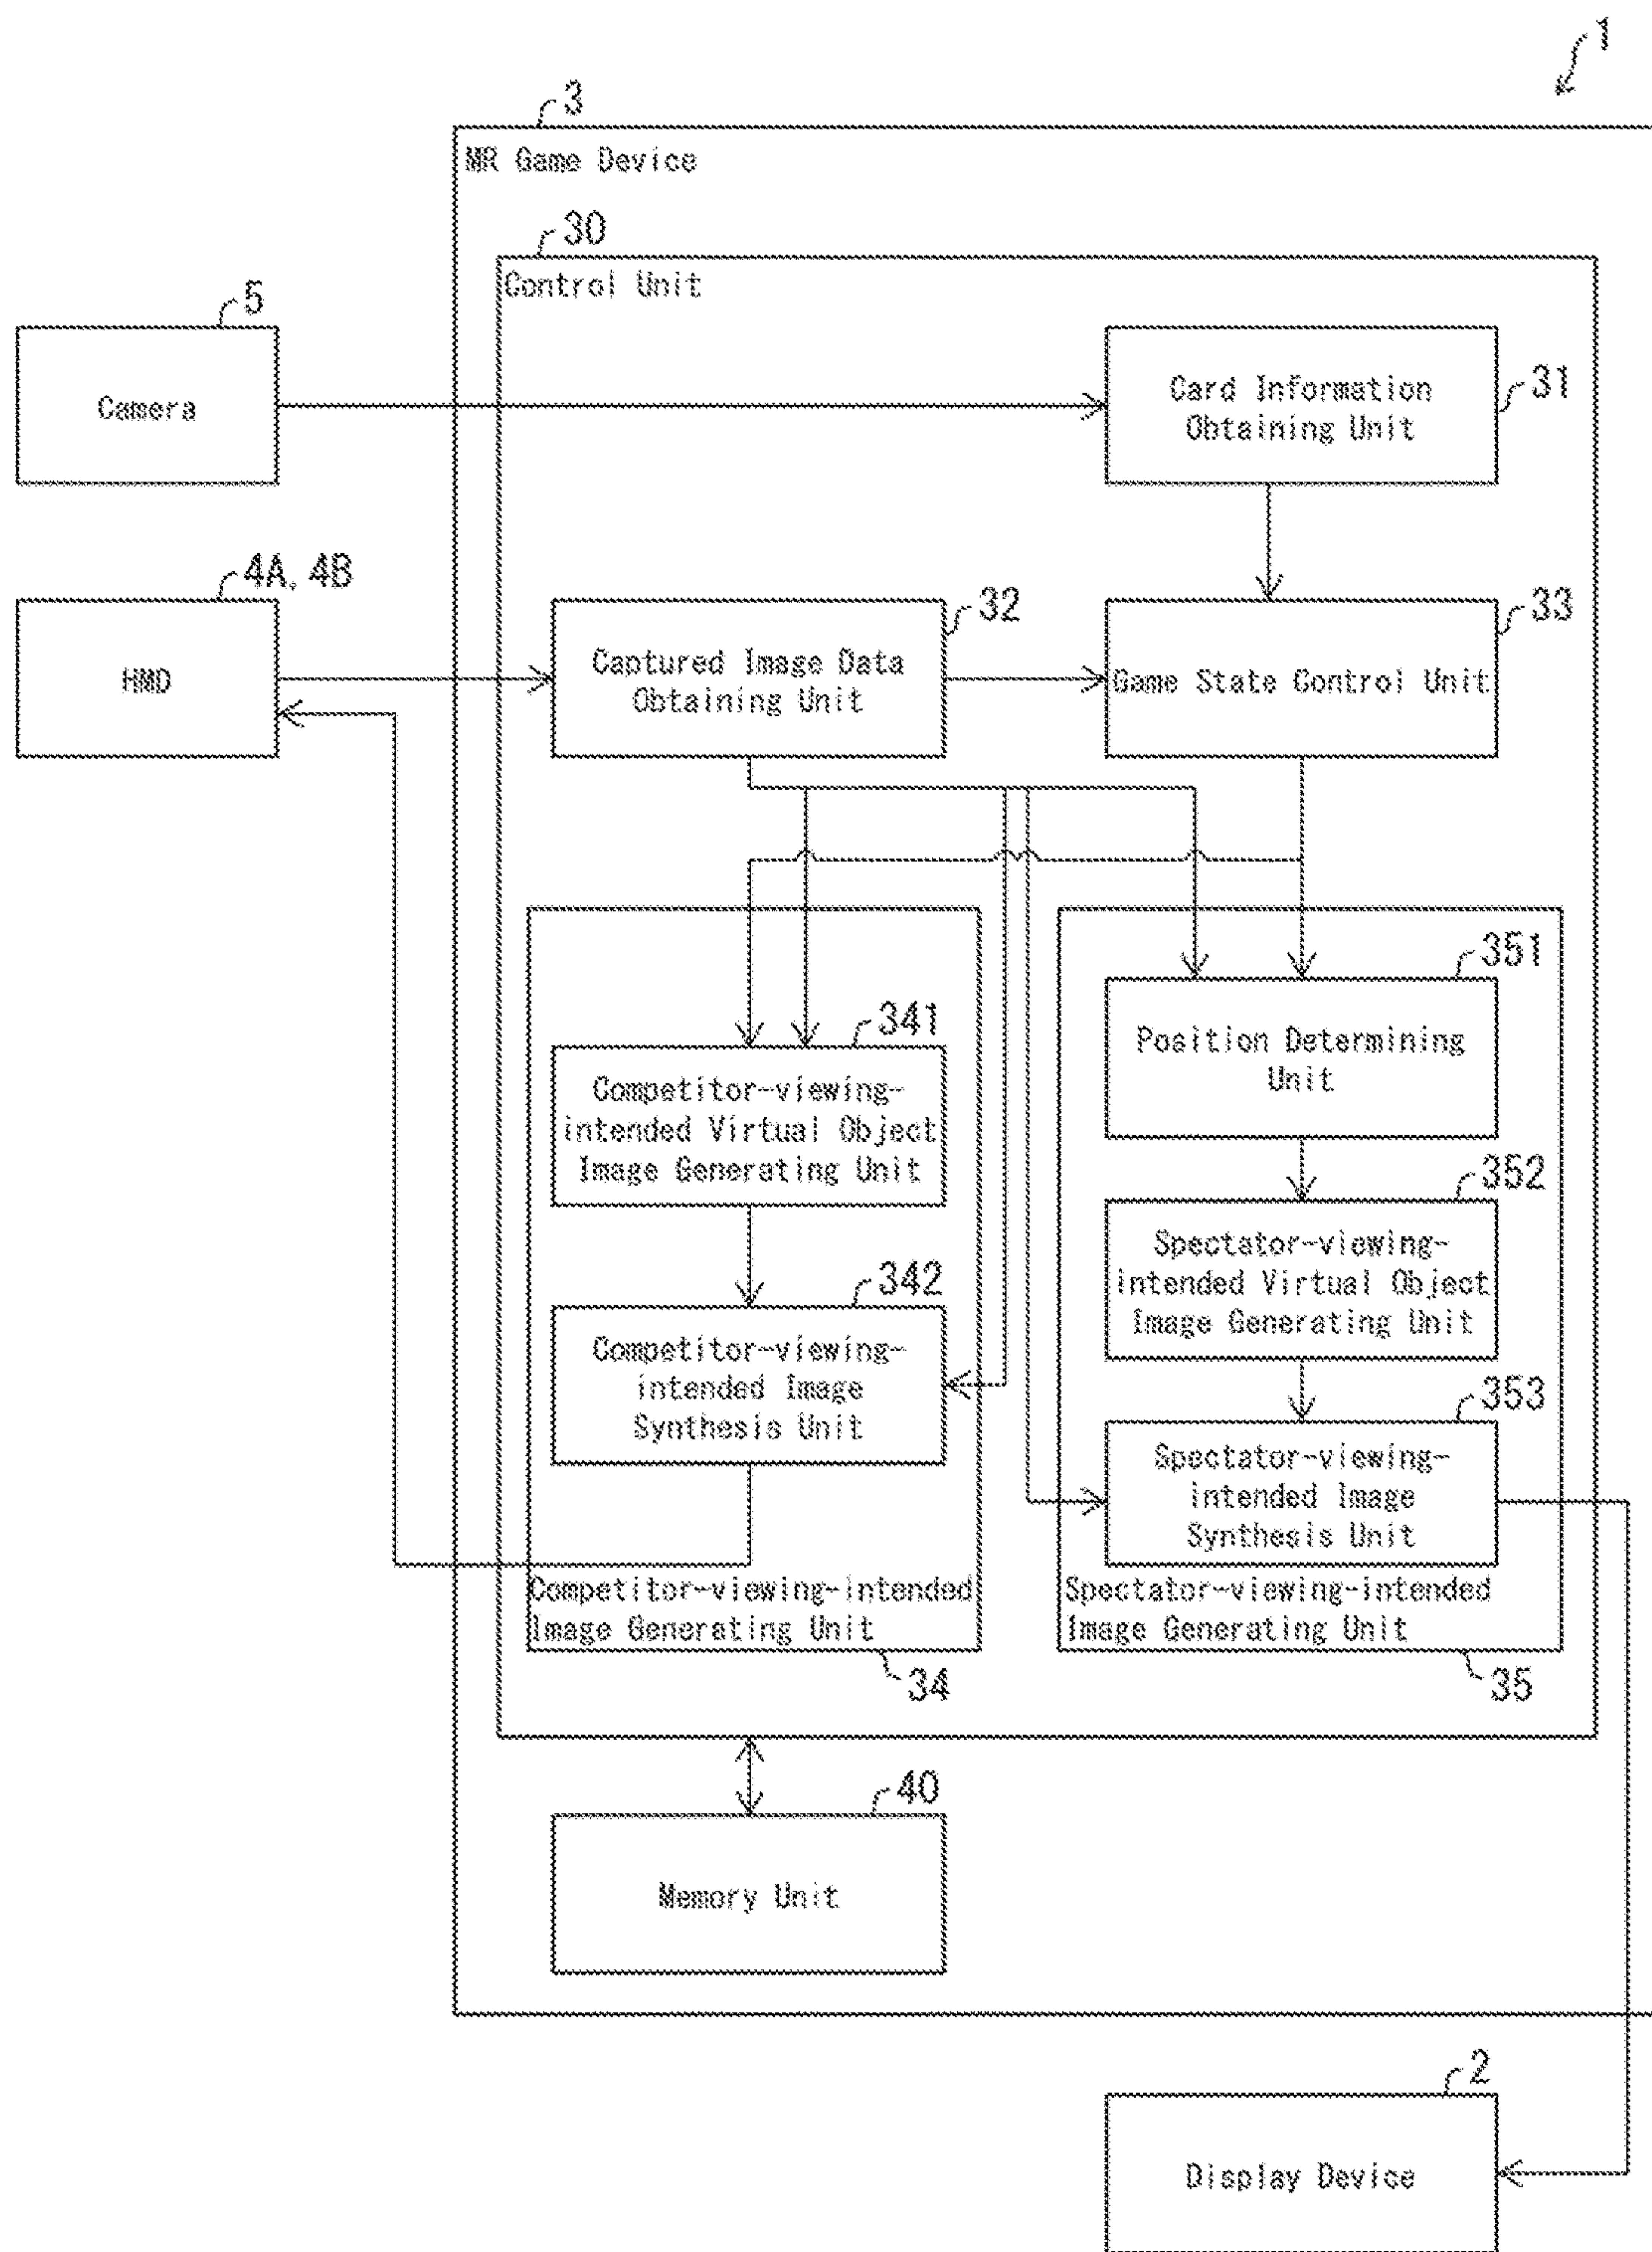 1
3
MR Game Device
30
Control Unit
5
Camera
Card Information
Obtaining Unit
31
4A, 4B
HMD
32
Captured Image Data
Obtaining Unit
33
Game State Control Unit
341
Competitor-viewing-
intended Virtual Object
Image Generating Unit
342
Competitor-viewing-
intended Image
Synthesis Unit
Competitor-viewing-intended
Image Generating Unit
34
351
Position Determining
Unit
352
Spectator-viewing-
intended Virtual Object
Image Generating Unit
353
Spectator-viewing-
intended Image
Synthesis Unit
Spectator-viewing-intended
Image Generating Unit
35
40
Memory Unit
2
Display Device